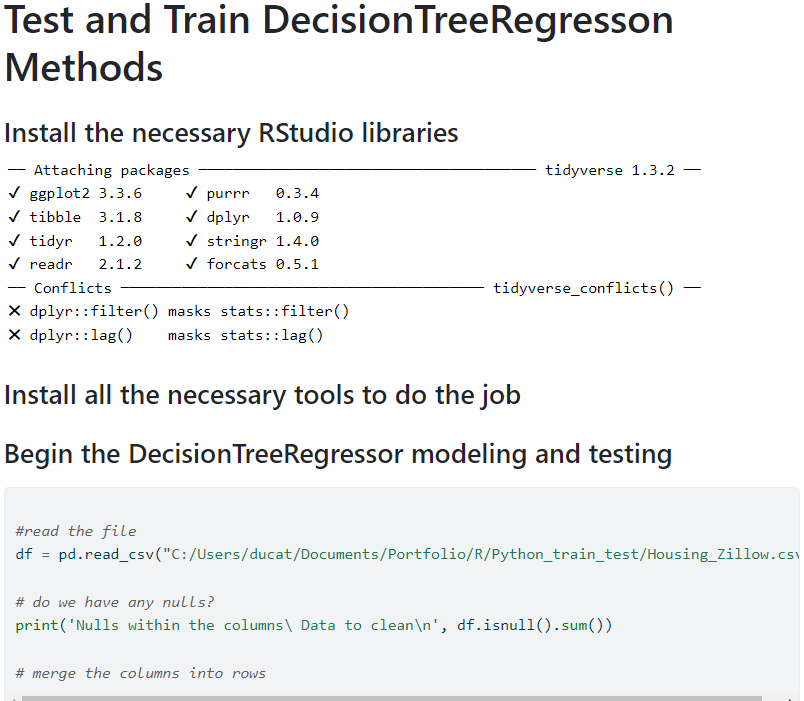 Test and Train DecisionTreeRegresson
Methods
Install the necessary RStudio libraries
── Attaching packages ─────────────────────────────────────── tidyverse 1.3.2 ──
✔ ggplot2 3.3.6     ✔ purrr   0.3.4
✔ tibble  3.1.8     ✔ dplyr   1.0.9
✔ tidyr   1.2.0     ✔ stringr 1.4.0
✔ readr   2.1.2     ✔ forcats 0.5.1
── Conflicts ────────────────────────────────────────── tidyverse_conflicts() ──
✖ dplyr::filter() masks stats::filter()
✖ dplyr::lag()    masks stats::lag()
Install all the necessary tools to do the job
Begin the DecisionTreeRegressor modeling and testing
#read the file
df = pd.read_csv("C:/Users/ducat/Documents/Portfolio/R/Python_train_test/Housing_Zillow.csv
# do we have any nulls?
print('Nulls within the columns\ Data to clean\n', df.isnull().sum())
# merge the columns into rows